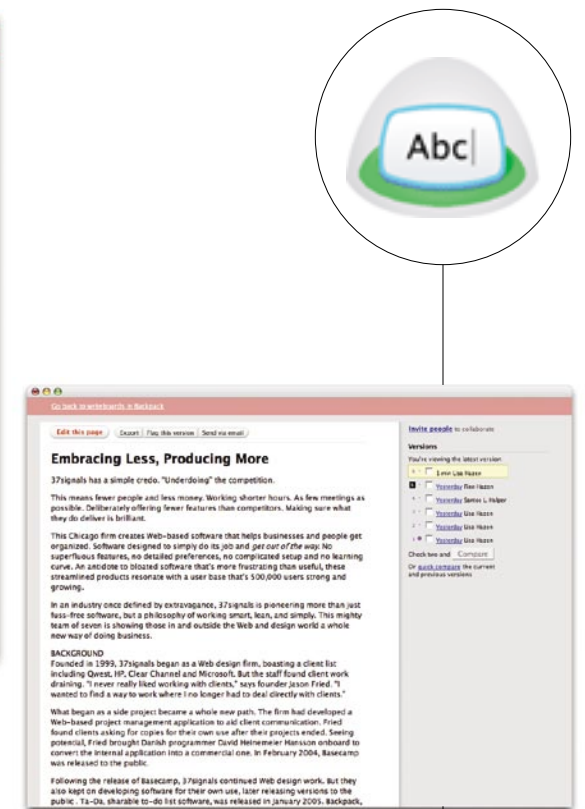 Abc
Go back to writeboards in Backpack
Edit this page
Export | Flag this version | Send via email
Embracing Less, Producing More
37signals has a simple credo. "Underdoing" the competition.
This means fewer people and less money. Working shorter hours. As few meetings as
possible. Deliberately offering fewer features than competitors. Making sure what
they do deliver is brilliant.
This Chicago firm creates Web-based software that helps businesses and people get
organized. Software designed to simply do its job and get out of the way. No
superfluous features, no detailed preferences, no complicated setup and no learning
curve. An antidote to bloated software that's more frustrating than useful, these
streamlined products resonate with a user base that's 500,000 users strong and
growing.
In an industry once defined by extravagance, 37signals is pioneering more than just
fuss-free software, but a philosophy of working smart, lean, and simply. This mighty
team of seven is showing those in and outside the Web and design world a whole
new way of doing business.
BACKGROUND
Founded in 1999, 37signals began as a Web design firm, boasting a client list
including Qwest, HP, Clear Channel and Microsoft. But the staff found client work
draining. "I never really liked working with clients," says founder Jason Fried. "I
wanted to find a way to work where I no longer had to deal directly with clients."
What began as a side project became a whole new path. The firm had developed a
Web-based project management application to aid client communication. Fried
found clients asking for copies for their own use after their projects ended. Seeing
potential, Fried brought Danish programmer David Heinemeier Hansson onboard to
convert the internal application into a commercial one. In February 2004, Basecamp
was released to the public.
Following the release of Basecamp, 37signals continued Web design work. But they
also kept on developing software for their own use, later releasing versions to the
public. Ta-Da, sharable to-do list software, was released in January 2005. Backpack,
Invite people to collaborate
Versions
You're viewing the latest version
1 min Lisa Hazen
Yesterday Lisa Hazen
Yesterday
Yesterday Lisa Hazen
Yesterday Lisa Hazen
Yesterday Lisa Hazen
Check two and Compare
Or quick compare the current
and previous versions